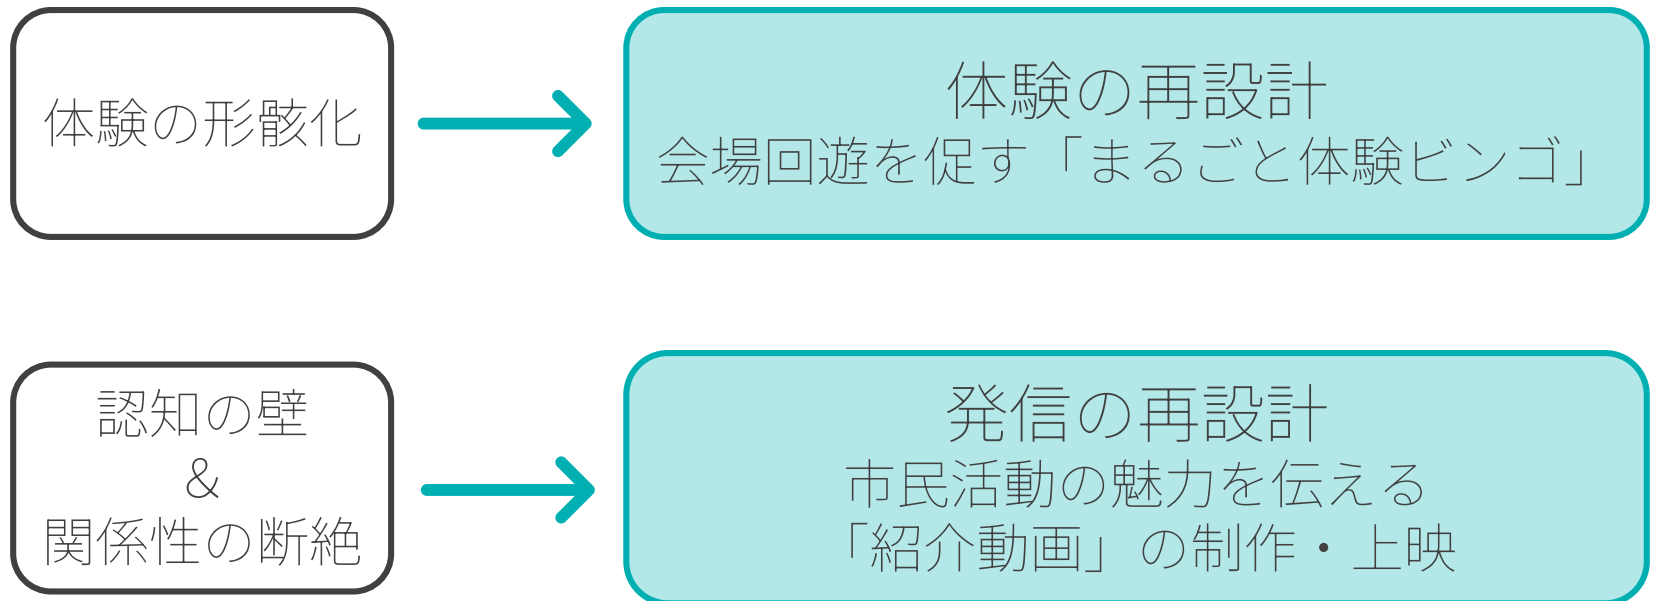 体験の形骸化
体験の再設計
会場回遊を促す「まるごと体験ビンゴ」
認知の壁
&
関係性の断絶
発信の再設計
市民活動の魅力を伝える
「紹介動画」の制作・上映